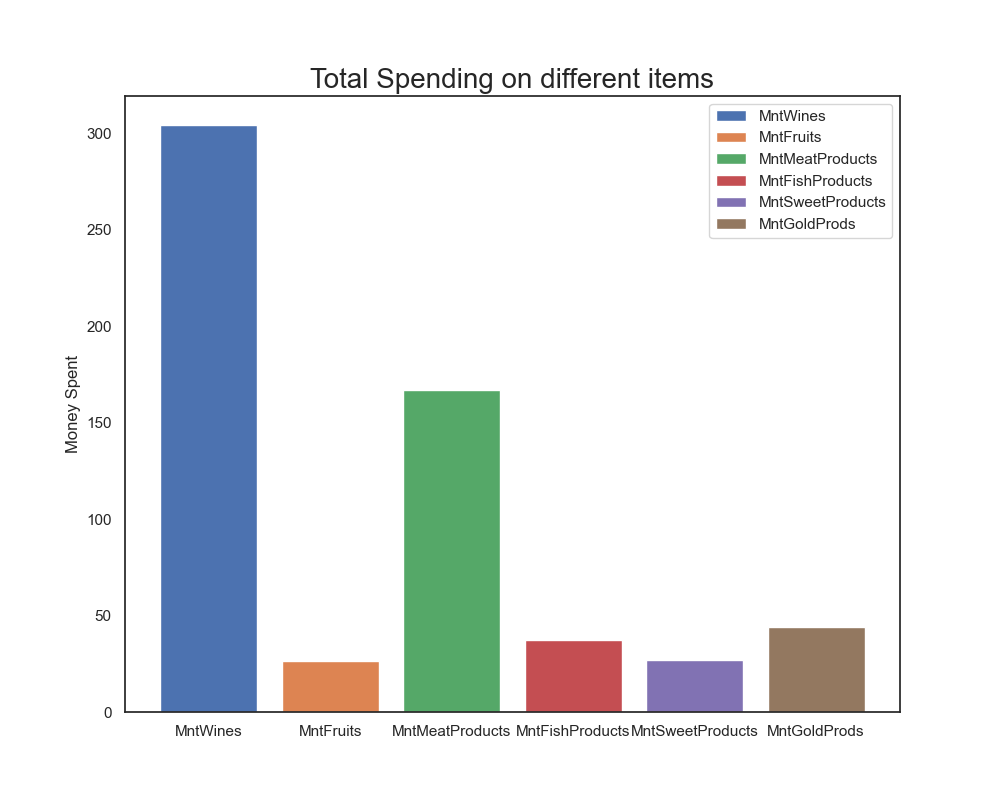 Total Spending on different items
MntWines
MntFruits
MntMeatProducts
MntFishProducts
MntSweetProducts
MntGoldProds
300
250
200
150
100
50
0
Money Spent
MntWines MntFruits MntMeatProducts MntFishProducts MntSweetProducts MntGoldProds